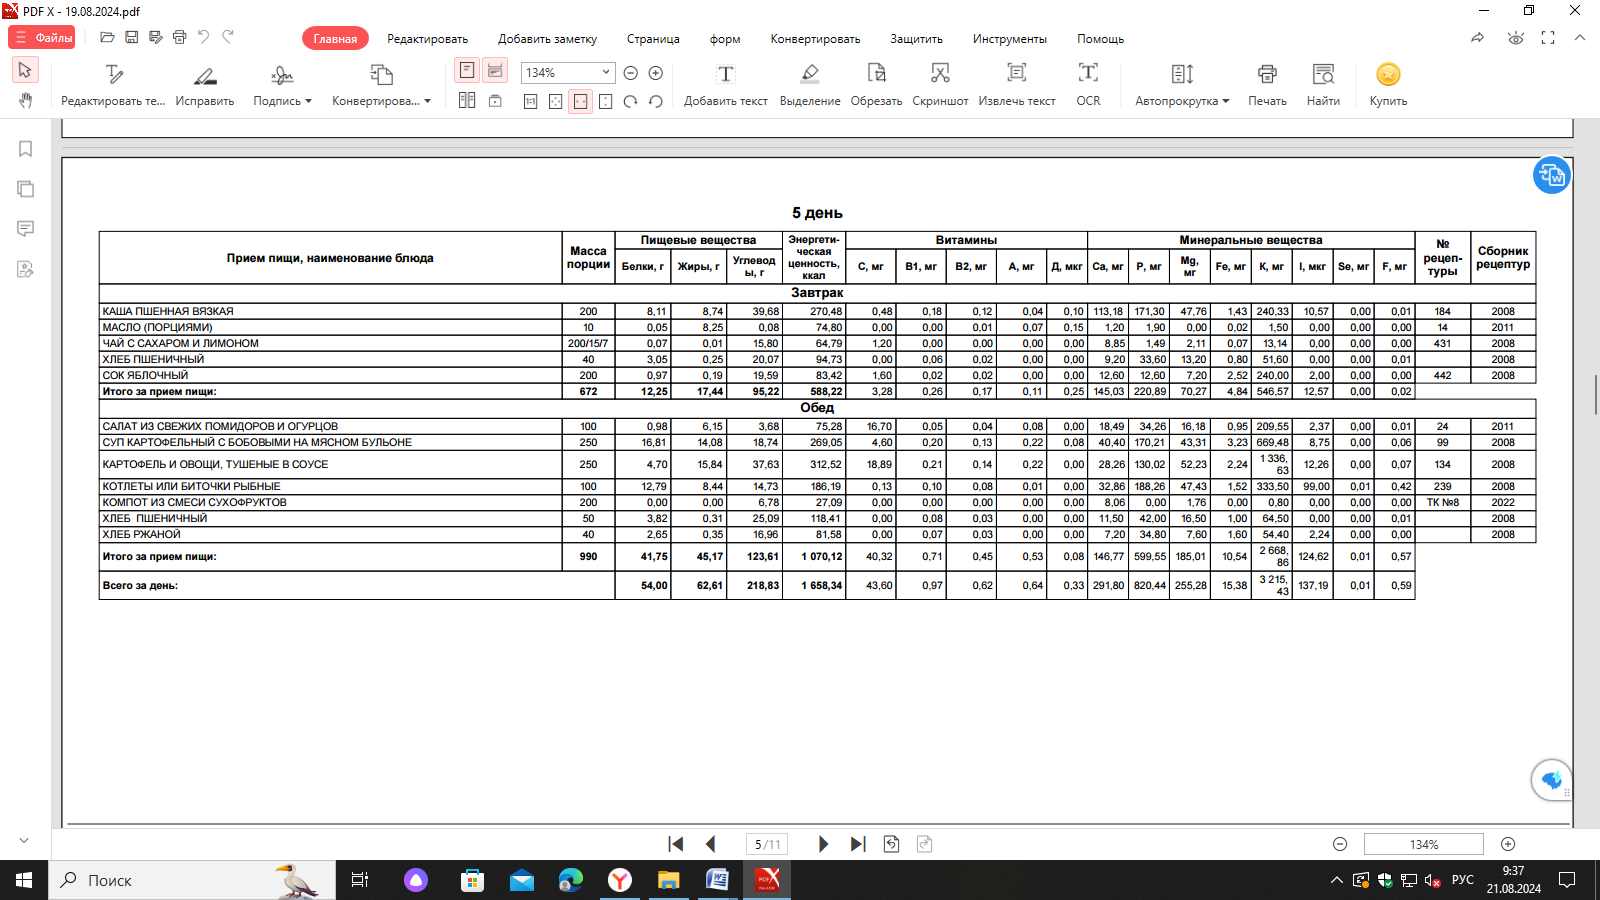 PDF X - 19.08.2024.pdf
Файлы
Главная Редактировать Добавить заметку Страница форм Конвертировать Защитить Инструменты Помощь
134%
Редактировать те... Исправить Подпись Конвертирова... Добавить текст Выделение Обрезать Скриншот Извлечь текст OCR Автопрокрутка Печать Найти Купить
5 день
Прием пищи, наименование блюда Масса порции Пищевые вещества Энергети-ческая ценность, ккал Витамины Минеральные вещества № рецеп-туры Сборник рецептур
Белки, г Жиры, г Углеводы, г С, мг В1, мг В2, мг А, мг Д, мкг Са, мг Р, мг Mg, мг Fe, мг К, мг I, мкг Se, мг F, мг
Завтрак
КАША ПШЕННАЯ ВЯЗКАЯ 200 8,11 8,74 39,68 270,48 0,48 0,18 0,12 0,04 0,10 113,18 171,30 47,76 1,43 240,33 10,57 0,00 0,01 184 2008
МАСЛО (ПОРЦИЯМИ) 10 0,05 8,25 0,08 74,80 0,00 0,00 0,01 0,07 0,15 1,20 1,90 0,00 0,02 1,50 0,00 0,00 0,00 14 2011
ЧАЙ С САХАРОМ И ЛИМОНОМ 200/15/7 0,07 0,01 15,80 64,79 1,20 0,00 0,00 0,00 0,00 8,85 1,49 2,11 0,07 13,14 0,00 0,00 0,00 431 2008
ХЛЕБ ПШЕНИЧНЫЙ 40 3,05 0,25 20,07 94,73 0,00 0,06 0,02 0,00 0,00 9,20 33,60 13,20 0,80 51,60 0,00 0,00 0,01 2008
СОК ЯБЛОЧНЫЙ 200 0,97 0,19 19,59 83,42 1,60 0,02 0,02 0,00 0,00 12,60 12,60 7,20 2,52 240,00 2,00 0,00 0,00 442 2008
Итого за прием пищи: 672 12,25 17,44 95,22 588,22 3,28 0,26 0,17 0,11 0,25 145,03 220,89 70,27 4,84 546,57 12,57 0,00 0,02
Обед
САЛАТ ИЗ СВЕЖИХ ПОМИДОРОВ И ОГУРЦОВ 100 0,98 6,15 3,68 75,28 16,70 0,05 0,04 0,08 0,00 18,49 34,26 16,18 0,95 209,55 2,37 0,00 0,01 24 2011
СУП КАРТОФЕЛЬНЫЙ С БОБОВЫМИ НА МЯСНОМ БУЛЬОНЕ 250 16,81 14,08 18,74 269,05 4,60 0,20 0,13 0,22 0,08 40,40 170,21 43,31 3,23 669,48 8,75 0,00 0,06 99 2008
КАРТОФЕЛЬ И ОВОЩИ, ТУШЕНЫЕ В СОУСЕ 250 4,70 15,84 37,63 312,52 18,89 0,21 0,14 0,22 0,00 28,26 130,02 52,23 2,24 1 336,63 12,26 0,00 0,07 134 2008
КОТЛЕТЫ ИЛИ БИТОЧКИ РЫБНЫЕ 100 12,79 8,44 14,73 186,19 0,13 0,10 0,08 0,01 0,00 32,86 188,26 47,43 1,52 333,50 99,00 0,01 0,42 239 2008
КОМПОТ ИЗ СМЕСИ СУХОФРУКТОВ 200 0,00 0,00 6,78 27,09 0,00 0,00 0,00 0,00 0,00 8,06 0,00 1,76 0,00 0,80 0,00 0,00 0,00 ТК №8 2022
ХЛЕБ ПШЕНИЧНЫЙ 50 3,82 0,31 25,09 118,41 0,00 0,08 0,03 0,00 0,00 11,50 42,00 16,50 1,00 64,50 0,00 0,00 0,01 2008
ХЛЕБ РЖАНОЙ 40 2,65 0,35 16,96 81,58 0,00 0,07 0,03 0,00 0,00 7,20 34,80 7,60 1,60 54,40 2,24 0,00 0,00 2008
Итого за прием пищи: 990 41,75 45,17 123,61 1 070,12 40,32 0,71 0,45 0,53 0,08 146,77 599,55 185,01 10,54 2 668,86 124,62 0,01 0,57
Всего за день: 54,00 62,61 218,83 1 658,34 43,60 0,97 0,62 0,64 0,33 291,80 820,44 255,28 15,38 3 215,43 137,19 0,01 0,59
5 /11 134%
Поиск РУС 9:37
21.08.2024